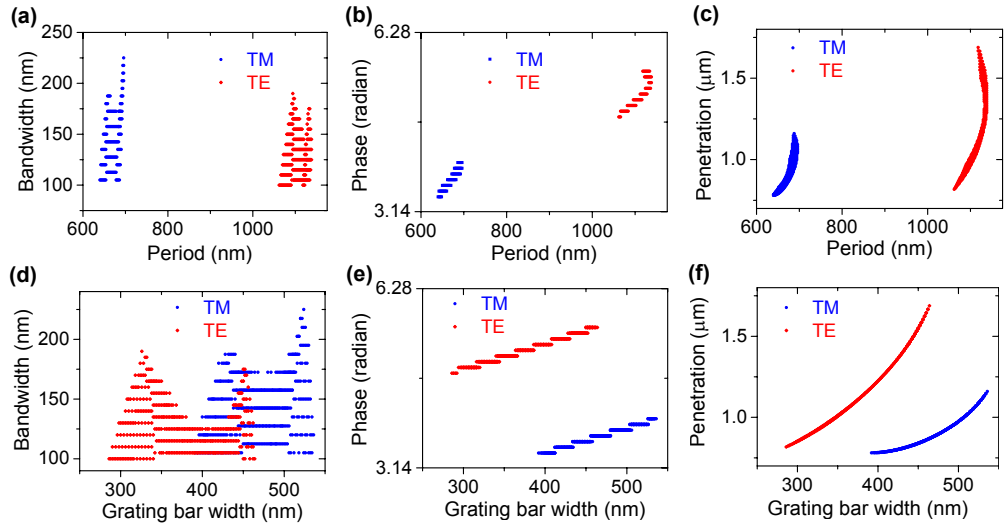 (a)
250
200
150
100
Bandwidth (nm)
TM
TE
600
800
1000
Period (nm)
(b)
6.28
3.14
Phase (radian)
TM
TE
600
800
1000
Period (nm)
(c)
1.5
1.0
Penetration (μm)
TM
TE
600
800
1000
Period (nm)
(d)
200
150
100
Bandwidth (nm)
TM
TE
300
400
500
Grating bar width (nm)
(e)
6.28
3.14
Phase (radian)
TM
TE
300
400
500
Grating bar width (nm)
(f)
1.5
1.0
Penetration (μm)
TM
TE
300
400
500
Grating bar width (nm)